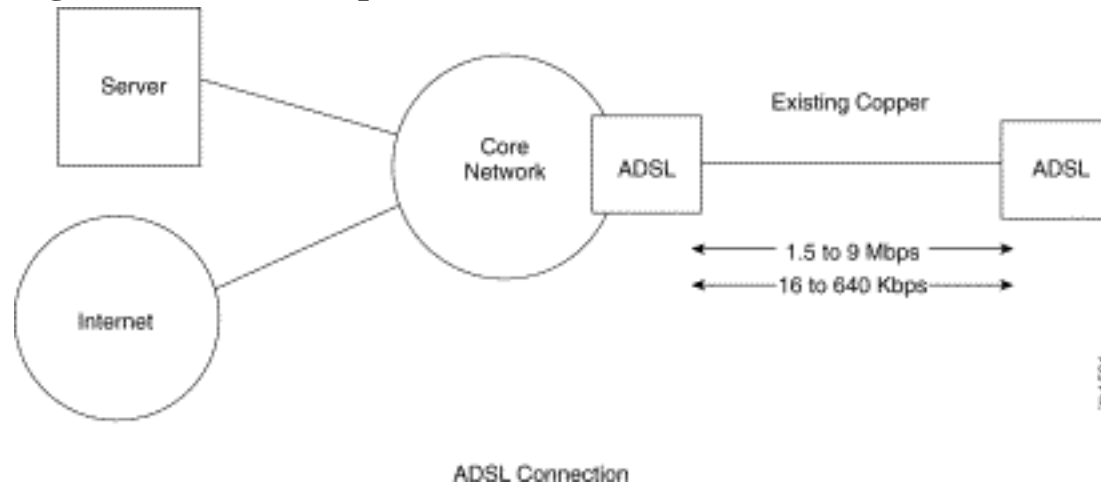 Server
Core
Network
ADSL
Existing Copper
ADSL
1.5 to 9 Mbps
16 to 640 Kbps
Internet
ADSL Connection